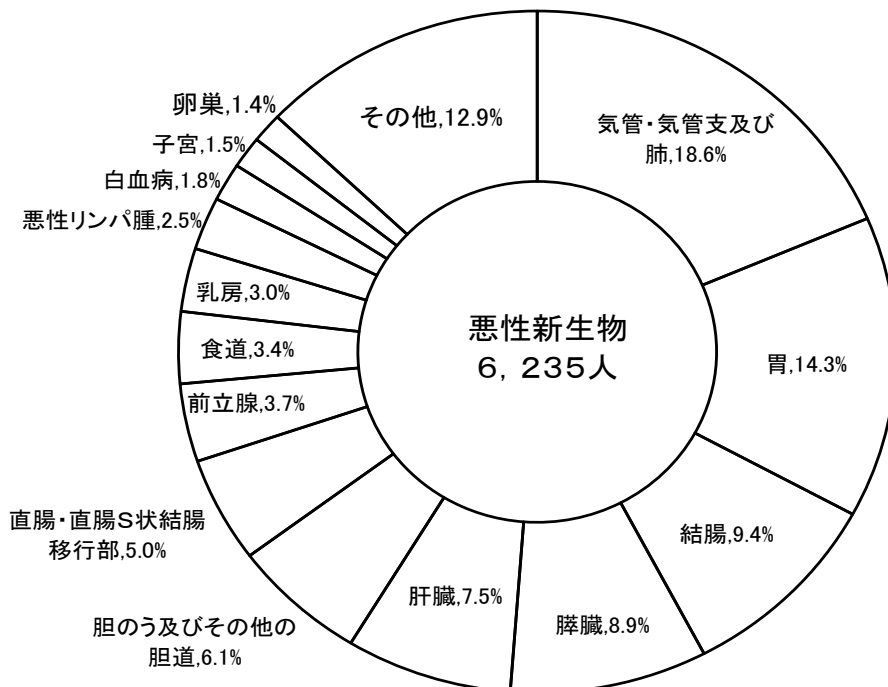 悪性新生物
6,235人
気管・気管支及び
肺,18.6%
胃,14.3%
結腸,9.4%
膵臓,8.9%
肝臓,7.5%
胆のう及びその他の
胆道,6.1%
直腸・直腸S状結腸
移行部,5.0%
前立腺,3.7%
食道,3.4%
乳房,3.0%
悪性リンパ腫,2.5%
白血病,1.8%
子宮,1.5%
卵巣,1.4%
その他,12.9%